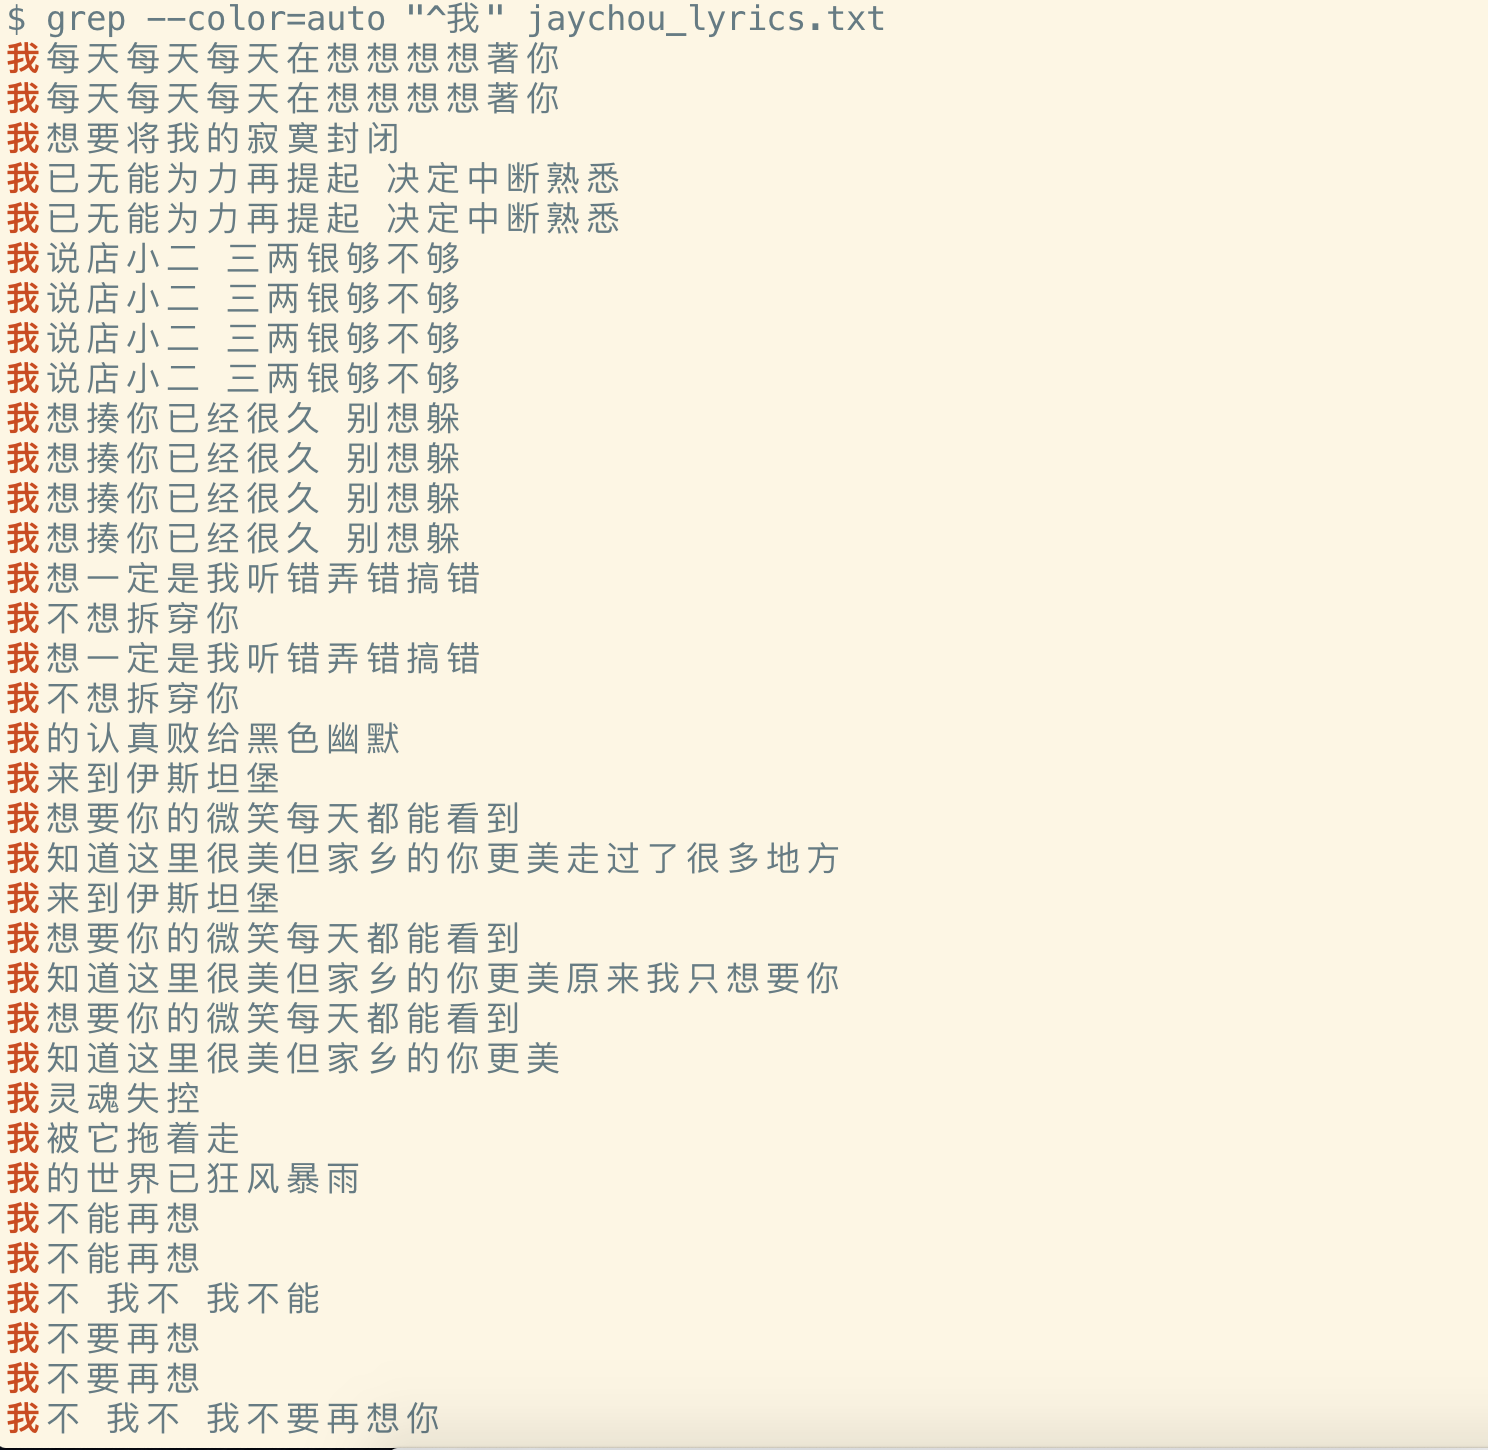 $ grep --color=auto "^我" jaychou_lyrics.txt
我每天每天每天在想想想想著你
我每天每天每天在想想想想著你
我想要将我的寂寞封闭
我已无能为力再提起 决定中断熟悉
我已无能为力再提起 决定中断熟悉
我说店小二 三两银够不够
我说店小二 三两银够不够
我说店小二 三两银够不够
我说店小二 三两银够不够
我想揍你已经很久 别想躲
我想揍你已经很久 别想躲
我想揍你已经很久 别想躲
我想揍你已经很久 别想躲
我想一定是我听错弄错搞错
我不想拆穿你
我想一定是我听错弄错搞错
我不想拆穿你
我的认真败给黑色幽默
我来到伊斯坦堡
我想要你的微笑每天都能看到
我知道这里很美但家乡的你更美走过了很多地方
我来到伊斯坦堡
我想要你的微笑每天都能看到
我知道这里很美但家乡的你更美原来我只想要你
我想要你的微笑每天都能看到
我知道这里很美但家乡的你更美
我灵魂失控
我被它拖着走
我的世界已狂风暴雨
我不能再想
我不能再想
我不 我不 我不能
我不要再想
我不要再想
我不 我不 我不要再想你